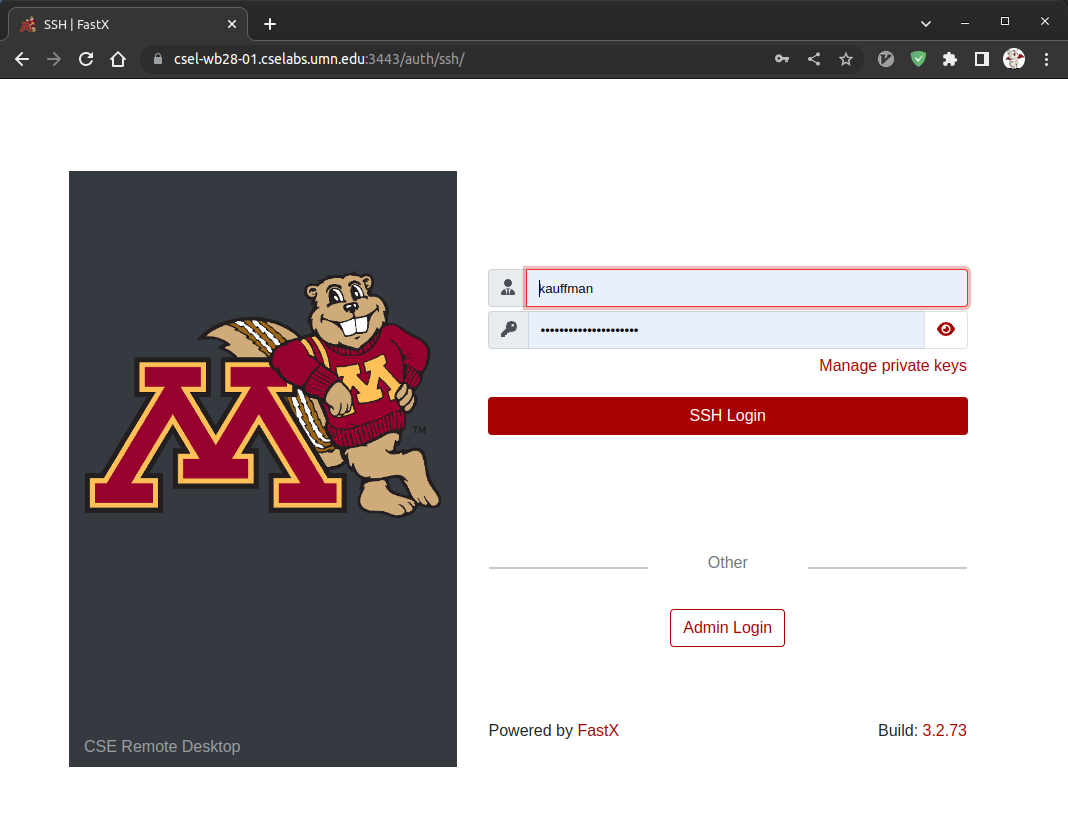 SSH | FastX
csel-wb28-01.cselabs.umn.edu:3443/auth/ssh/
M
M
TM
CSE Remote Desktop
kauffman
•••••••••••••••••••••
Manage private keys
SSH Login
Other
Admin Login
Powered by FastX
Build: 3.2.73